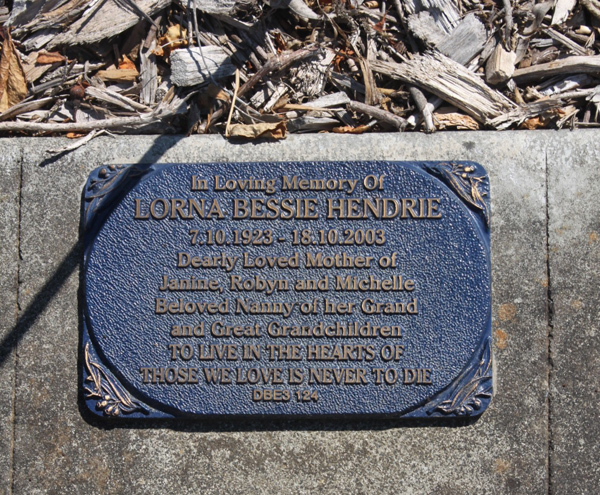 In Loving Memory Of
LORNA BESSIE HENDRIE
7.10.1923 - 18.10.2003
Dearly Loved Mother of
Janine, Robyn and Michelle
Beloved Nanny of her Grand
and Great Grandchildren
TO LIVE IN THE HEARTS OF
THOSE WE LOVE IS NEVER TO DIE
DBE3 124